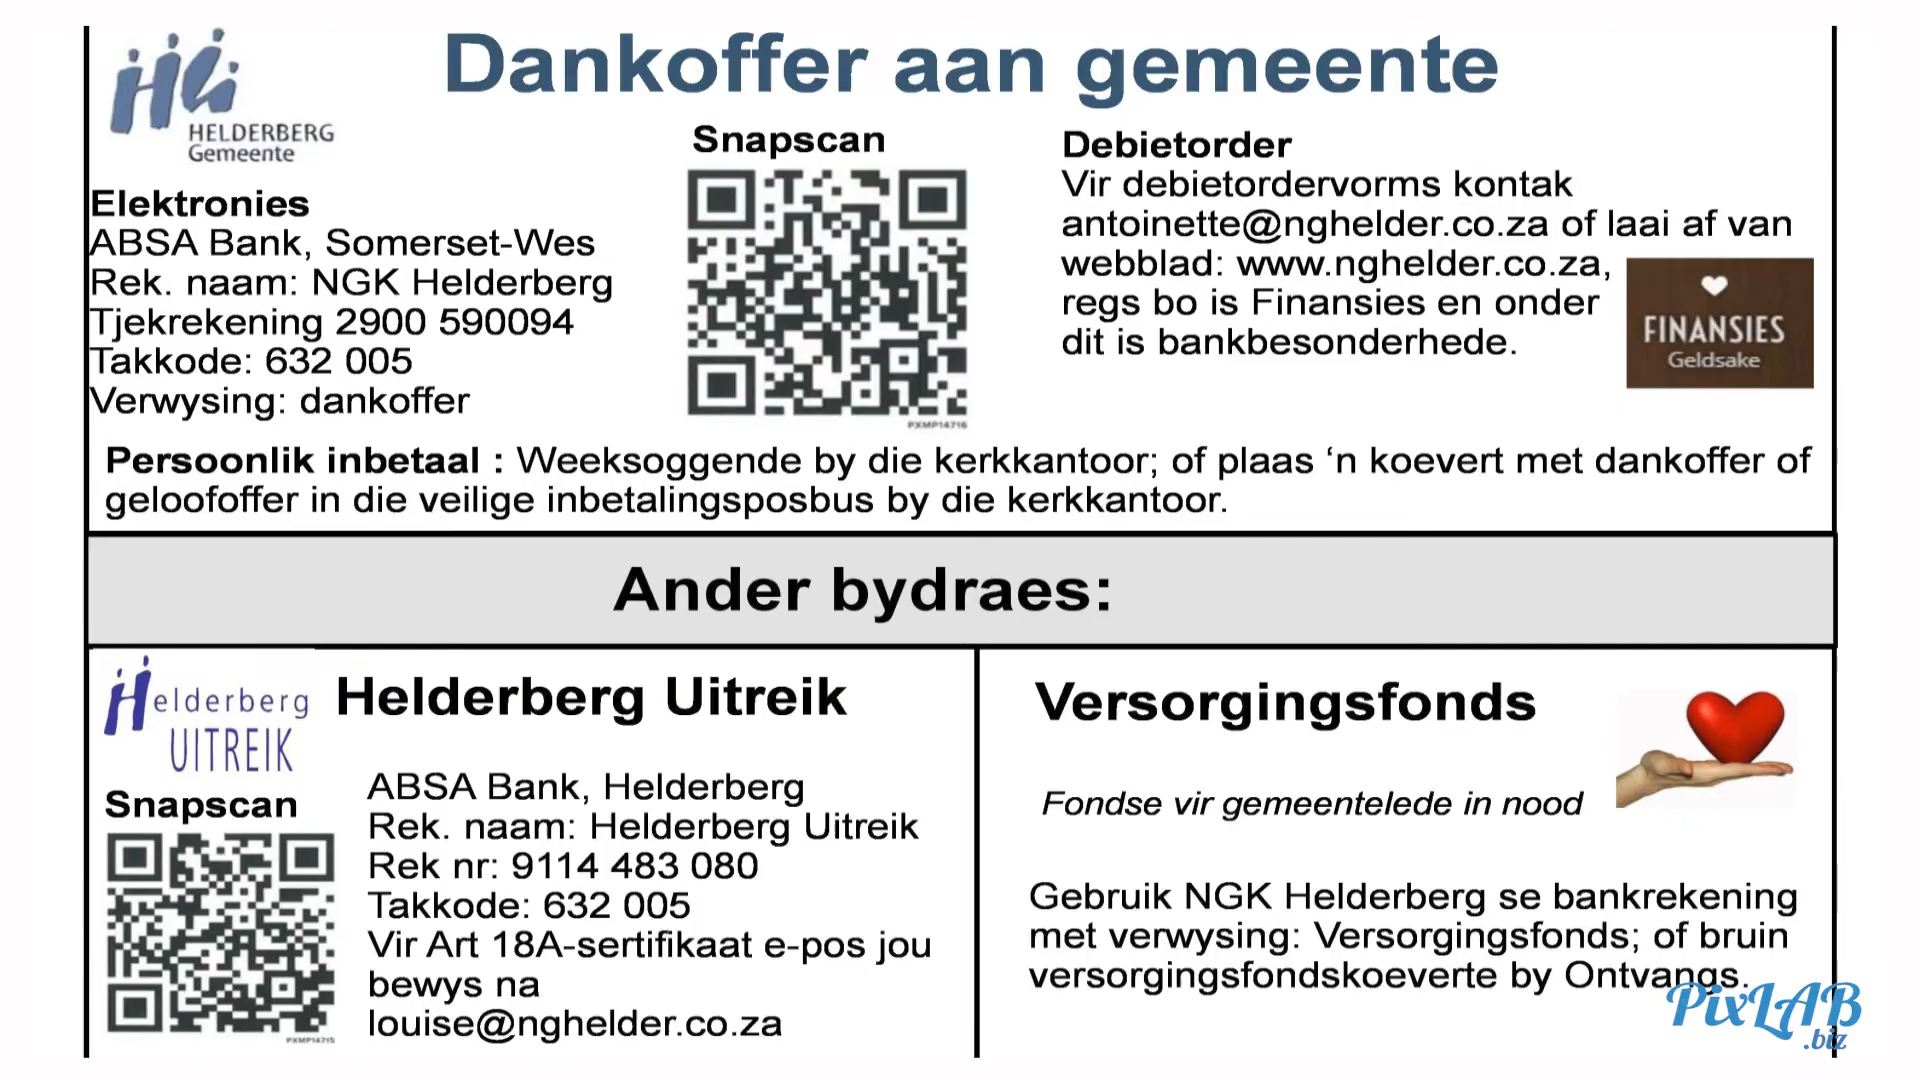 Dankoffer aan gemeente
HELDERBERG
Gemeente
Elektronies
ABSA Bank, Somerset-Wes
Rek. naam: NGK Helderberg
Tjekrekening 2900 590094
Takkode: 632 005
Verwysing: dankoffer
Snapscan
PXMP14716
Debietorder
Vir debietordervorms kontak
antoinette@nghelder.co.za of laai af van
webblad: www.nghelder.co.za,
regs bo is Finansies en onder
dit is bankbesonderhede.
FINANSIES
Geldsake
Persoonlik inbetaal : Weeksoggende by die kerkkantoor; of plaas ‘n koevert met dankoffer of
geloofoffer in die veilige inbetalingsposbus by die kerkkantoor.
Ander bydraes:
Helderberg
UITREIK
Helderberg Uitreik
Snapscan
PXMP14715
ABSA Bank, Helderberg
Rek. naam: Helderberg Uitreik
Rek nr: 9114 483 080
Takkode: 632 005
Vir Art 18A-sertifikaat e-pos jou
bewys na
louise@nghelder.co.za
Versorgingsfonds
Fondse vir gemeentelede in nood
Gebruik NGK Helderberg se bankrekening
met verwysing: Versorgingsfonds; of bruin
versorgingsfondskoeverte by Ontvangs.
PixLAB
.biz